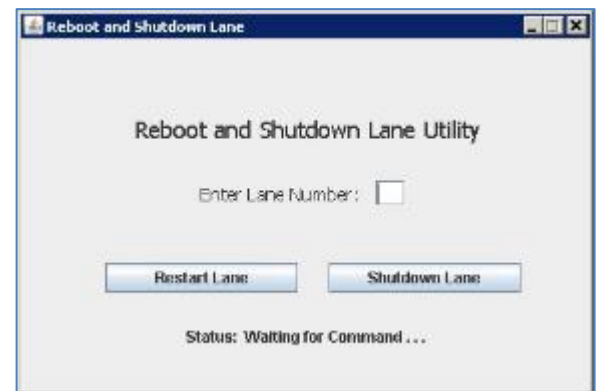 Reboot and Shutdown Lane
Reboot and Shutdown Lane Utility
Enter Lane Number:
Restart Lane Shutdown Lane
Status: Waiting for Command . . .